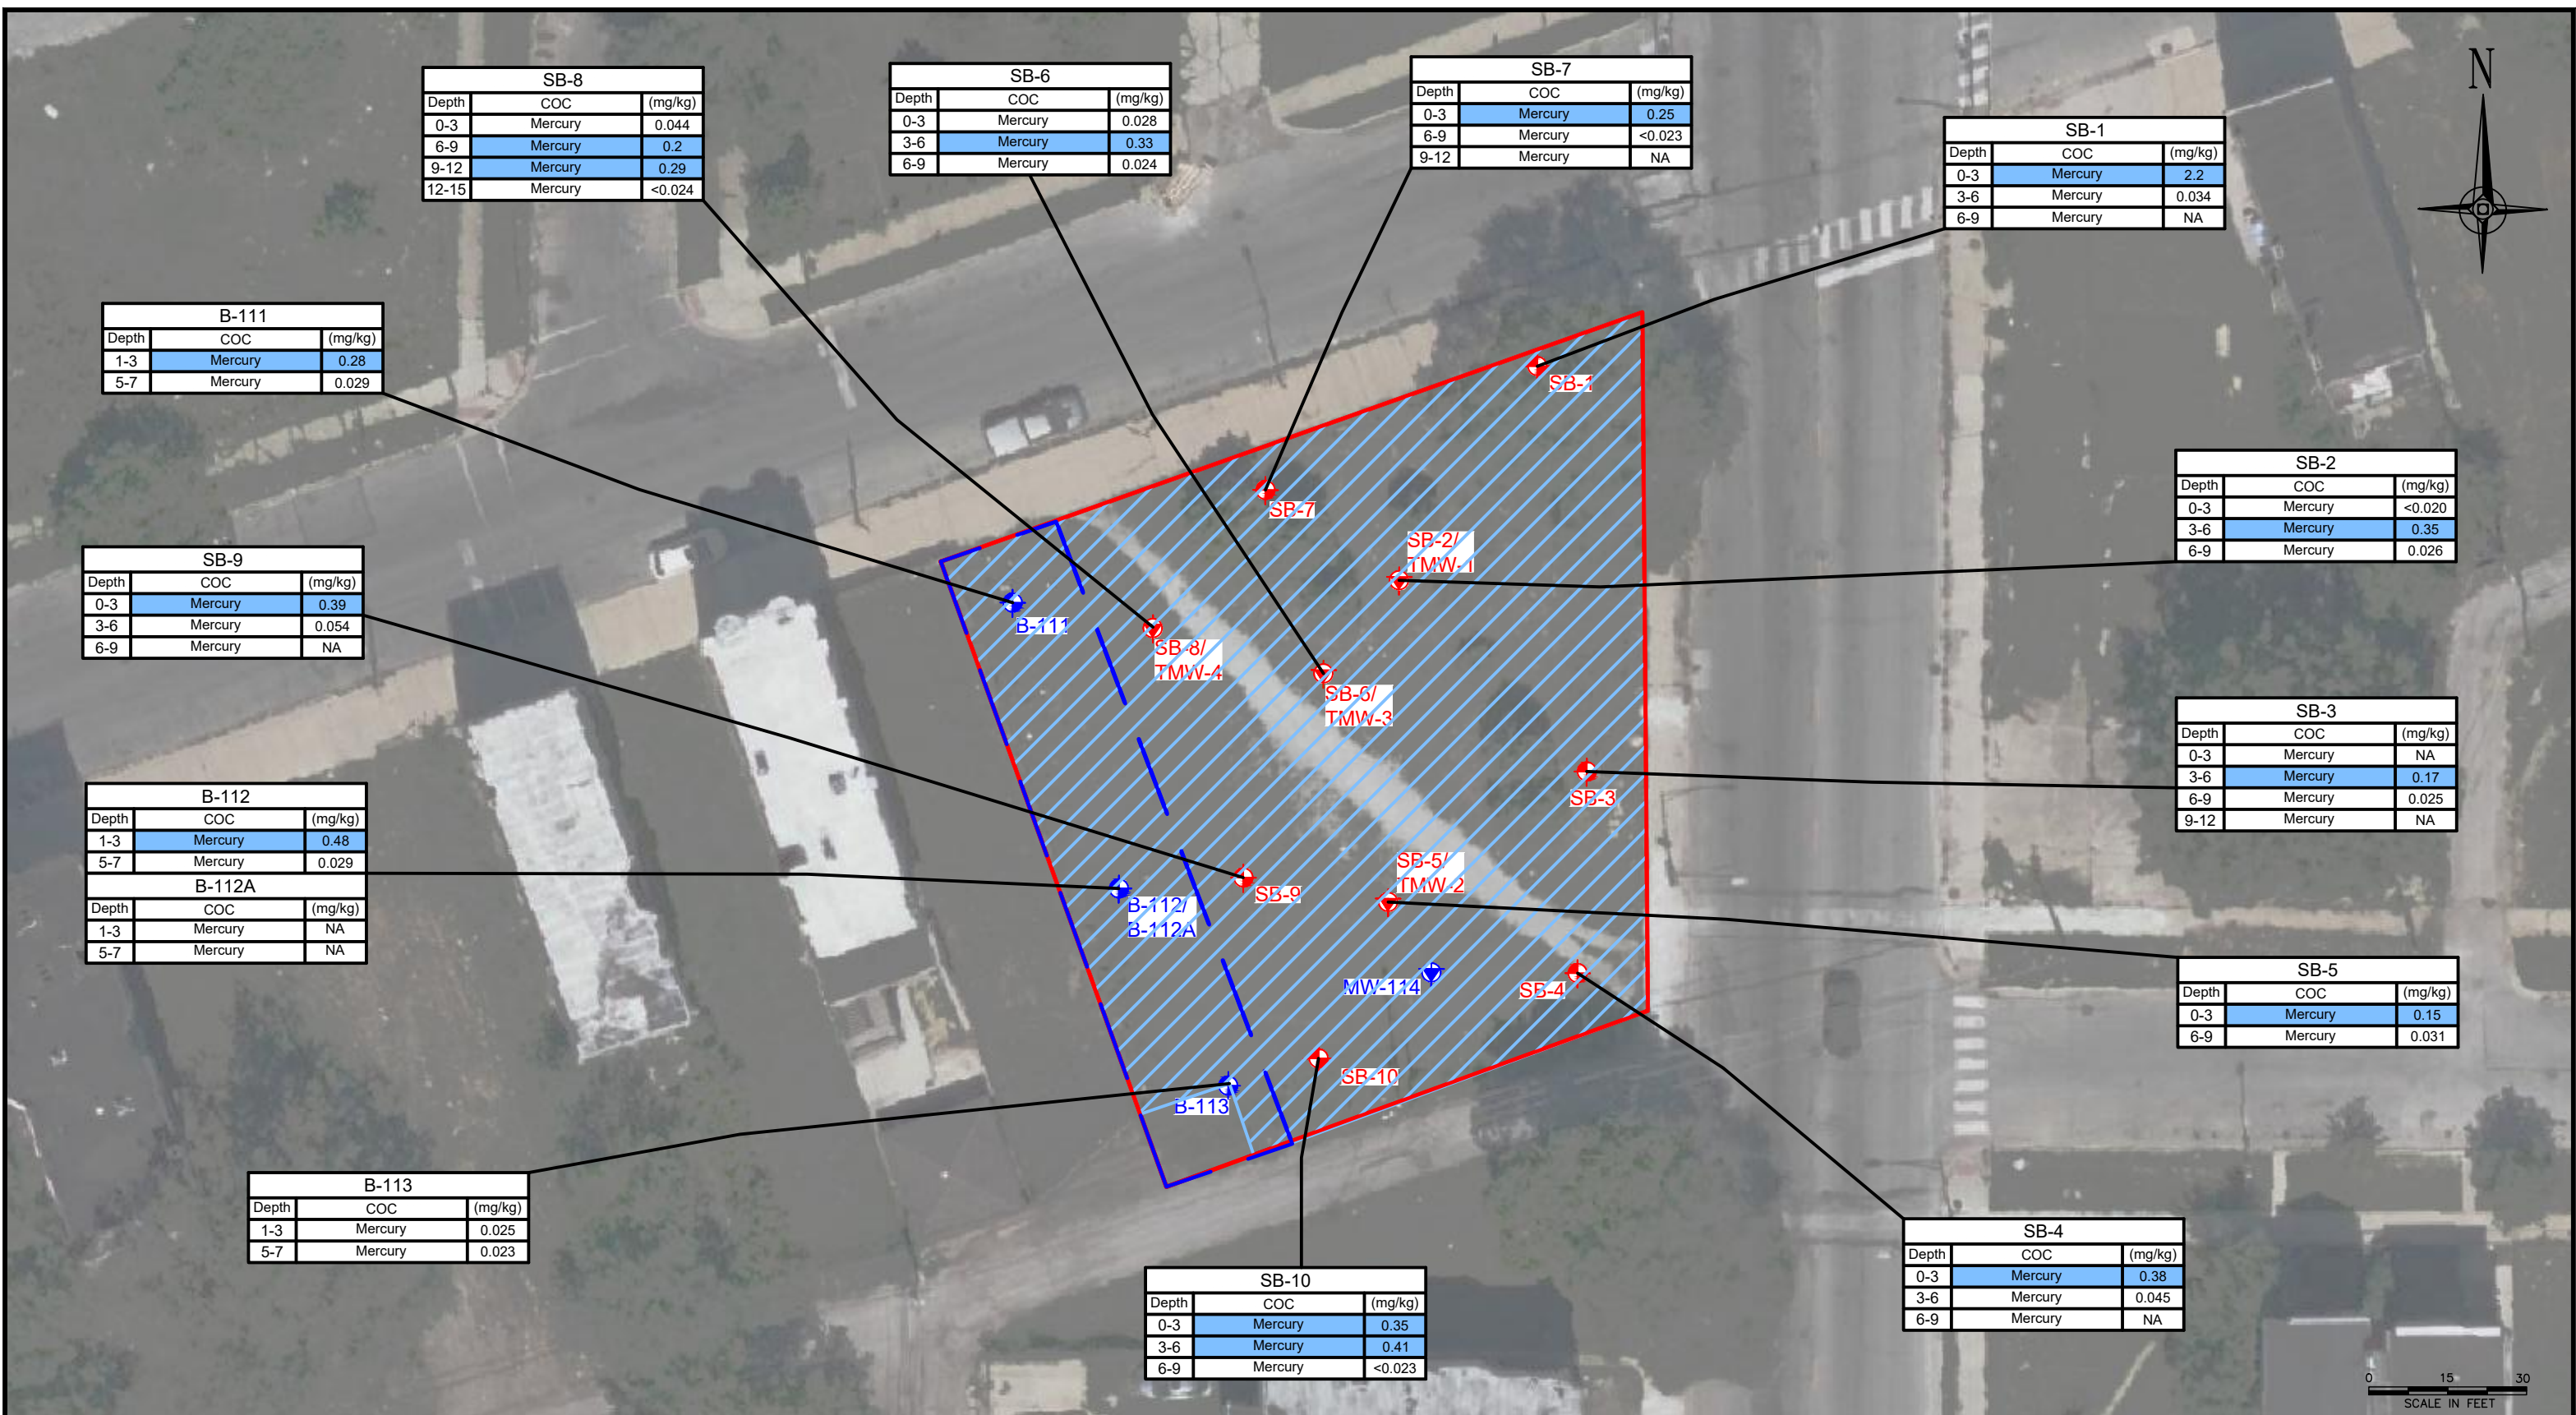 N
SB-8
Depth COC (mg/kg)
0-3 Mercury 0.044
6-9 Mercury 0.2
9-12 Mercury 0.29
12-15 Mercury <0.024
SB-6
Depth COC (mg/kg)
0-3 Mercury 0.028
3-6 Mercury 0.33
6-9 Mercury 0.024
SB-7
Depth COC (mg/kg)
0-3 Mercury 0.25
6-9 Mercury <0.023
9-12 Mercury NA
SB-1
Depth COC (mg/kg)
0-3 Mercury 2.2
3-6 Mercury 0.034
6-9 Mercury NA
B-111
Depth COC (mg/kg)
1-3 Mercury 0.28
5-7 Mercury 0.029
SB-2
Depth COC (mg/kg)
0-3 Mercury <0.020
3-6 Mercury 0.35
6-9 Mercury 0.026
SB-9
Depth COC (mg/kg)
0-3 Mercury 0.39
3-6 Mercury 0.054
6-9 Mercury NA
SB-3
Depth COC (mg/kg)
0-3 Mercury NA
3-6 Mercury 0.17
6-9 Mercury 0.025
9-12 Mercury NA
B-112
Depth COC (mg/kg)
1-3 Mercury 0.48
5-7 Mercury 0.029
B-112A
Depth COC (mg/kg)
1-3 Mercury NA
5-7 Mercury NA
SB-5
Depth COC (mg/kg)
0-3 Mercury 0.15
6-9 Mercury 0.031
B-113
Depth COC (mg/kg)
1-3 Mercury 0.025
5-7 Mercury 0.023
SB-10
Depth COC (mg/kg)
0-3 Mercury 0.35
3-6 Mercury 0.41
6-9 Mercury <0.023
SB-4
Depth COC (mg/kg)
0-3 Mercury 0.38
3-6 Mercury 0.045
6-9 Mercury NA
SB-1
SB-7
SB-2/
TMW-1
B-111
SB-8/
TMW-4
SB-6/
TMW-3
SB-3
SB-5/
TMW-2
SB-9
B-112/
B-112A
MW-114
SB-4
SB-10
B-113
0 15 30
SCALE IN FEET